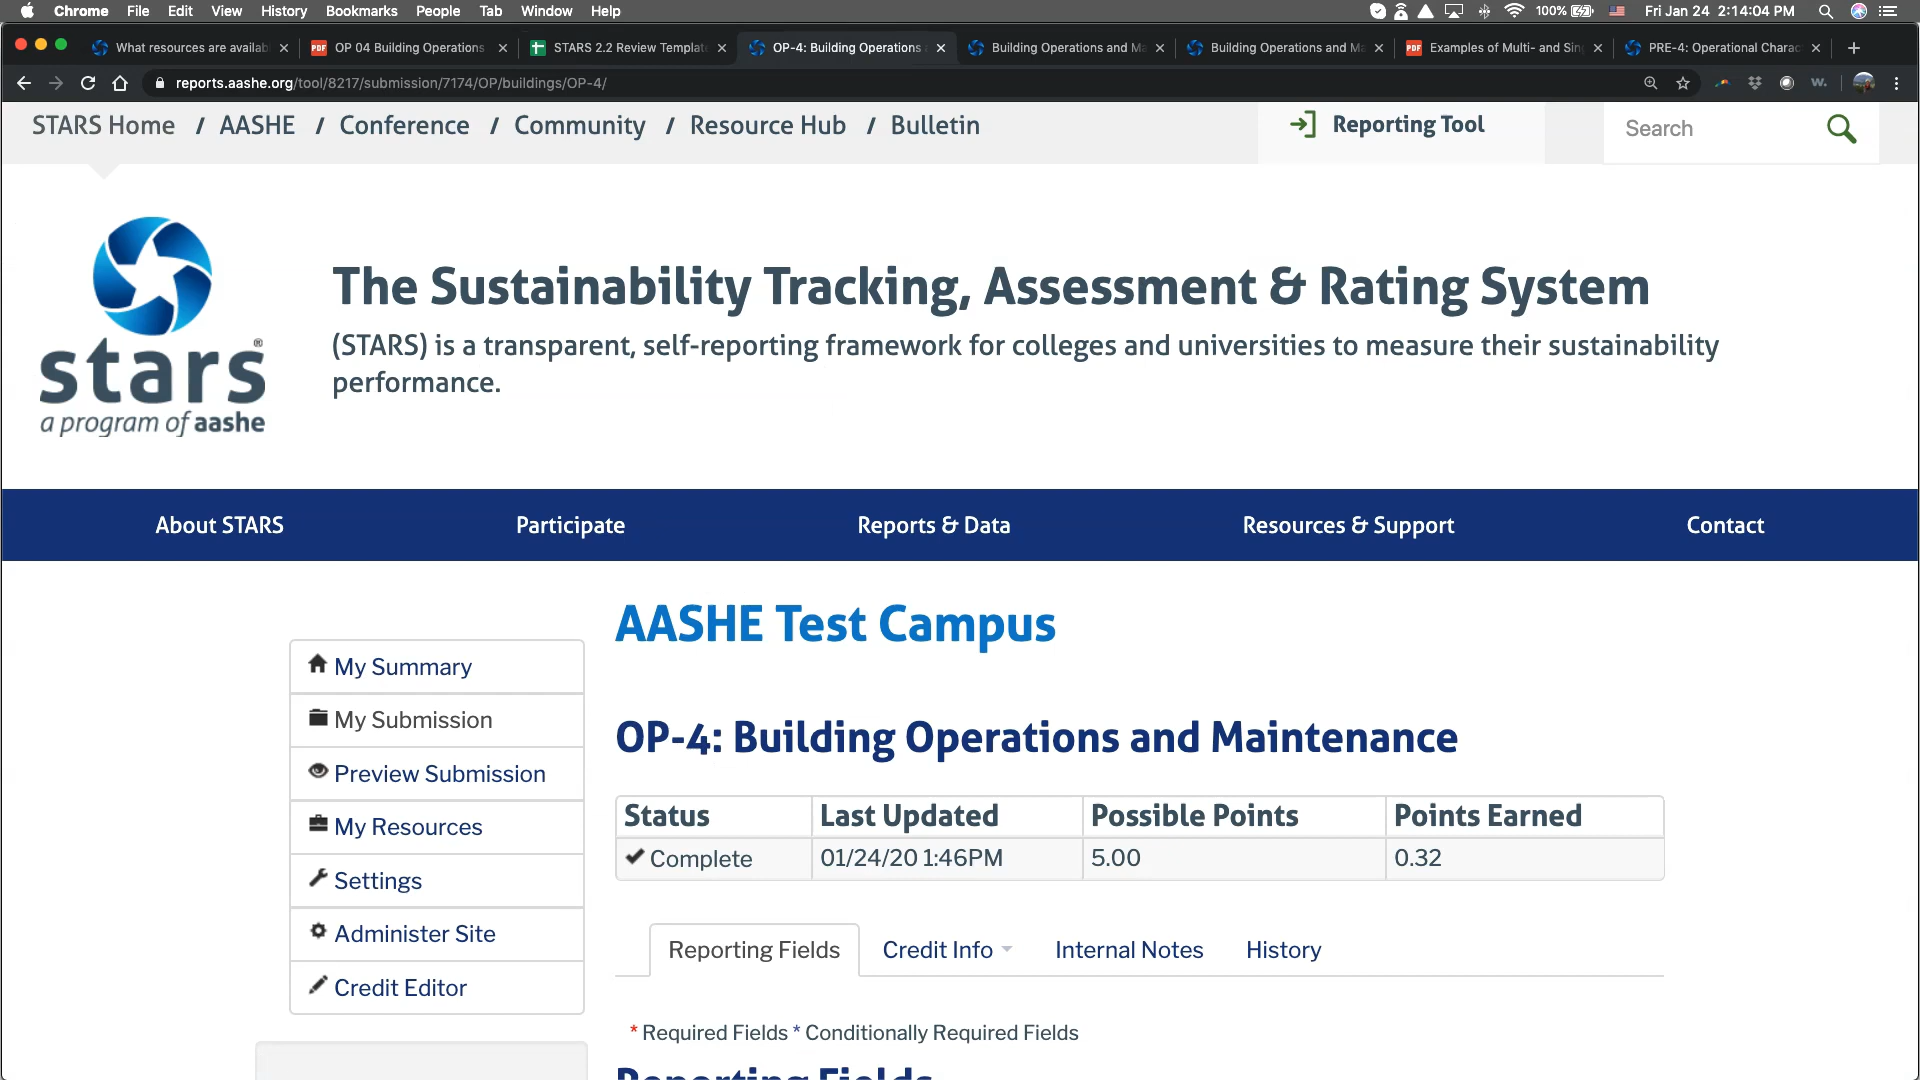 Chrome File Edit View History Bookmarks People Tab Window Help 100% Fri Jan 24 2:14:04 PM
What resources are availab OP 04 Building Operations STARS 2.2 Review Template OP-4: Building Operations Building Operations and Ma Building Operations and Ma Examples of Multi- and Sin PRE-4: Operational Charac
reports.aashe.org/tool/8217/submission/7174/OP/buildings/OP-4/
STARS Home / AASHE / Conference / Community / Resource Hub / Bulletin Reporting Tool Search
stars®
a program of aashe
The Sustainability Tracking, Assessment & Rating System
(STARS) is a transparent, self-reporting framework for colleges and universities to measure their sustainability
performance.
About STARS Participate Reports & Data Resources & Support Contact
AASHE Test Campus
My Summary
My Submission
Preview Submission
My Resources
Settings
Administer Site
Credit Editor
OP-4: Building Operations and Maintenance
Status Last Updated Possible Points Points Earned
Complete 01/24/20 1:46PM 5.00 0.32
Reporting Fields Credit Info Internal Notes History
* Required Fields * Conditionally Required Fields
Reporting Fields